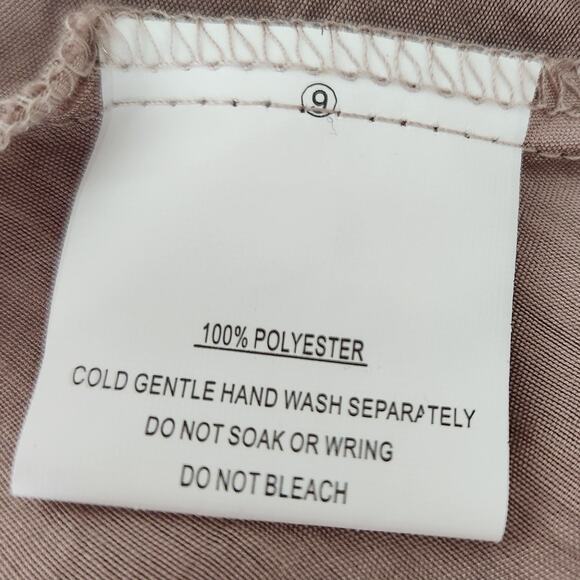 9
100% POLYESTER
COLD GENTLE HAND WASH SEPARATELY
DO NOT SOAK OR WRING
DO NOT BLEACH